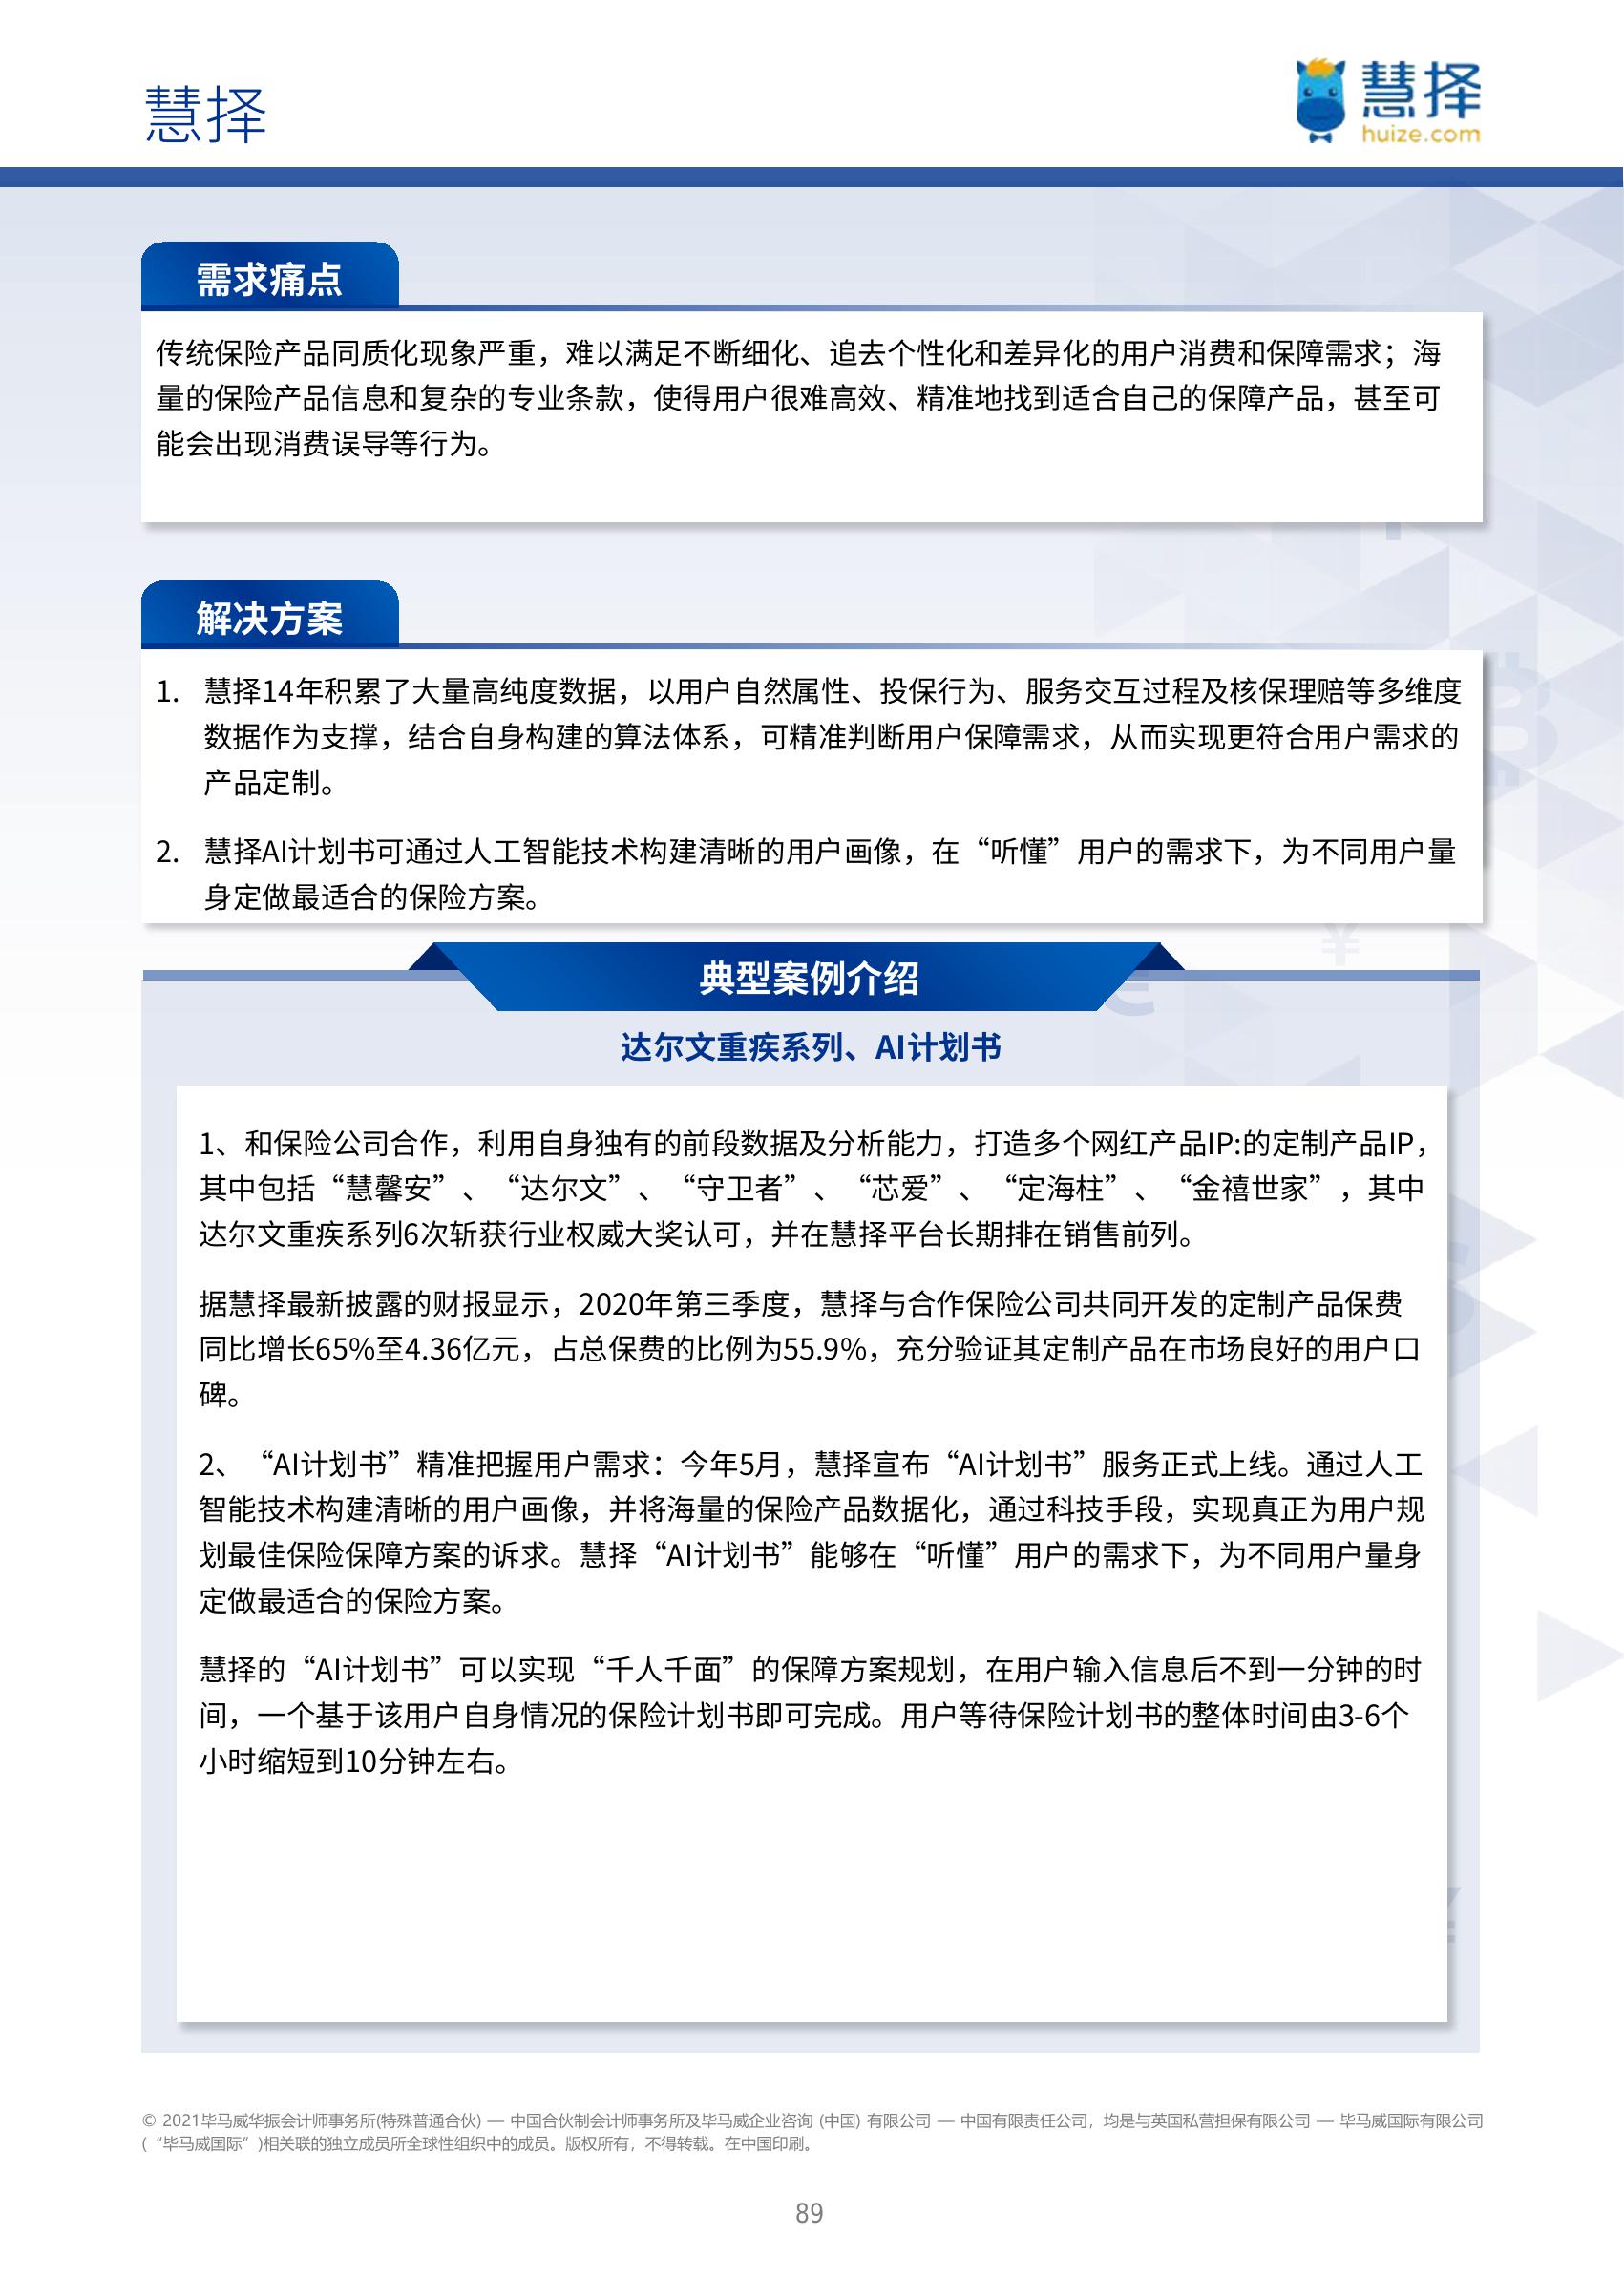 慧择
慧择
huize.com
需求痛点
传统保险产品同质化现象严重，难以满足不断细化、追去个性化和差异化的用户消费和保障需求；海
量的保险产品信息和复杂的专业条款，使得用户很难高效、精准地找到适合自己的保障产品，甚至可
能会出现消费误导等行为。
解决方案
1. 慧择14年积累了大量高纯度数据，以用户自然属性、投保行为、服务交互过程及核保理赔等多维度
数据作为支撑，结合自身构建的算法体系，可精准判断用户保障需求，从而实现更符合用户需求的
产品定制。
2. 慧择AI计划书可通过人工智能技术构建清晰的用户画像，在“听懂”用户的需求下，为不同用户量
身定做最适合的保险方案。
典型案例介绍
达尔文重疾系列、AI计划书
1、和保险公司合作，利用自身独有的前段数据及分析能力，打造多个网红产品IP:的定制产品IP，
其中包括“慧馨安”、“达尔文”、“守卫者”、“芯爱”、“定海柱”、“金禧世家”，其中
达尔文重疾系列6次斩获行业权威大奖认可，并在慧择平台长期排在销售前列。
据慧择最新披露的财报显示，2020年第三季度，慧择与合作保险公司共同开发的定制产品保费
同比增长65%至4.36亿元，占总保费的比例为55.9%，充分验证其定制产品在市场良好的用户口
碑。
2、“AI计划书”精准把握用户需求：今年5月，慧择宣布“AI计划书”服务正式上线。通过人工
智能技术构建清晰的用户画像，并将海量的保险产品数据化，通过科技手段，实现真正为用户规
划最佳保险保障方案的诉求。慧择“AI计划书”能够在“听懂”用户的需求下，为不同用户量身
定做最适合的保险方案。
慧择的“AI计划书”可以实现“千人千面”的保障方案规划，在用户输入信息后不到一分钟的时
间，一个基于该用户自身情况的保险计划书即可完成。用户等待保险计划书的整体时间由3-6个
小时缩短到10分钟左右。
© 2021毕马威华振会计师事务所(特殊普通合伙) — 中国合伙制会计师事务所及毕马威企业咨询 (中国) 有限公司 — 中国有限责任公司，均是与英国私营担保有限公司 — 毕马威国际有限公司
(“毕马威国际”)相关联的独立成员所全球性组织中的成员。版权所有，不得转载。在中国印刷。
89